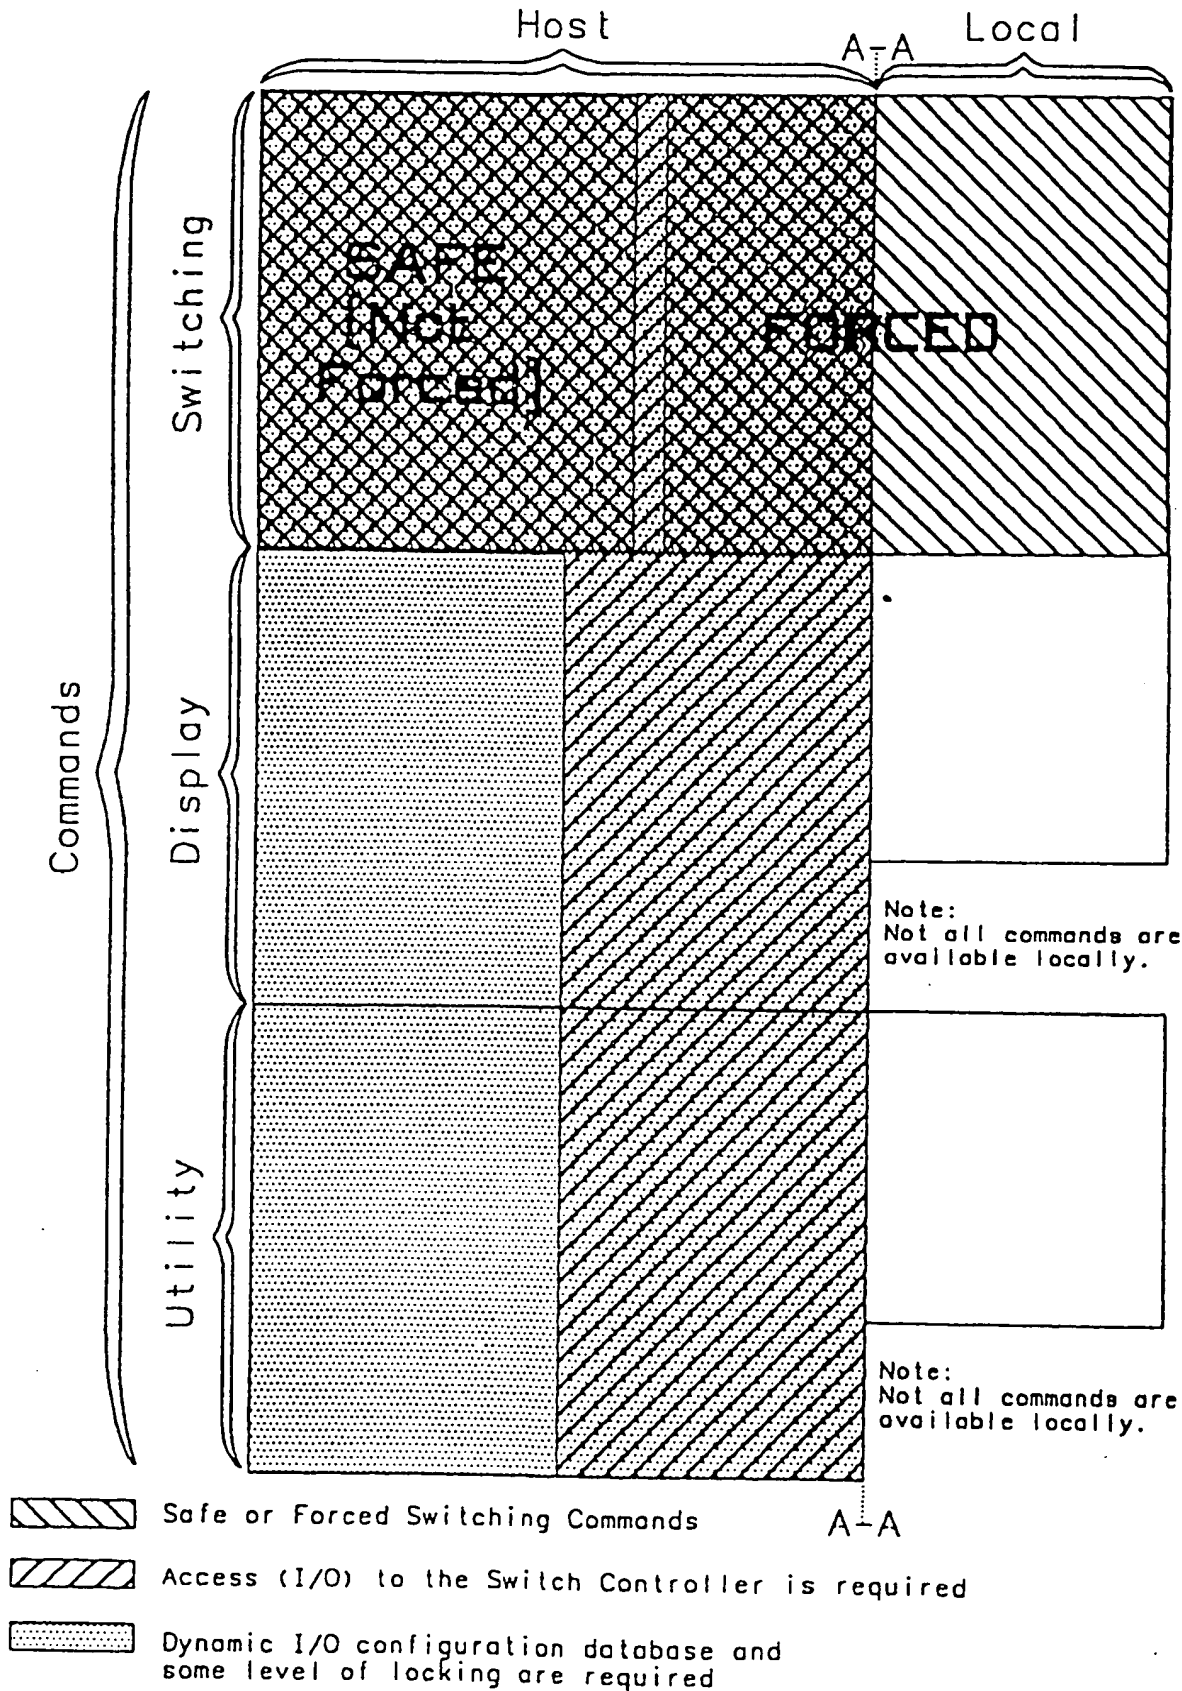 Host
Local
A-A
Commands
Switching
SAFE
[Not
Forced]
FORCED
Display
Note:
Not all commands are
available locally.
Utility
Note:
Not all commands are
available locally.
A-A
Safe or Forced Switching Commands
Access (I/O) to the Switch Controller is required
Dynamic I/O configuration database and
some level of locking are required